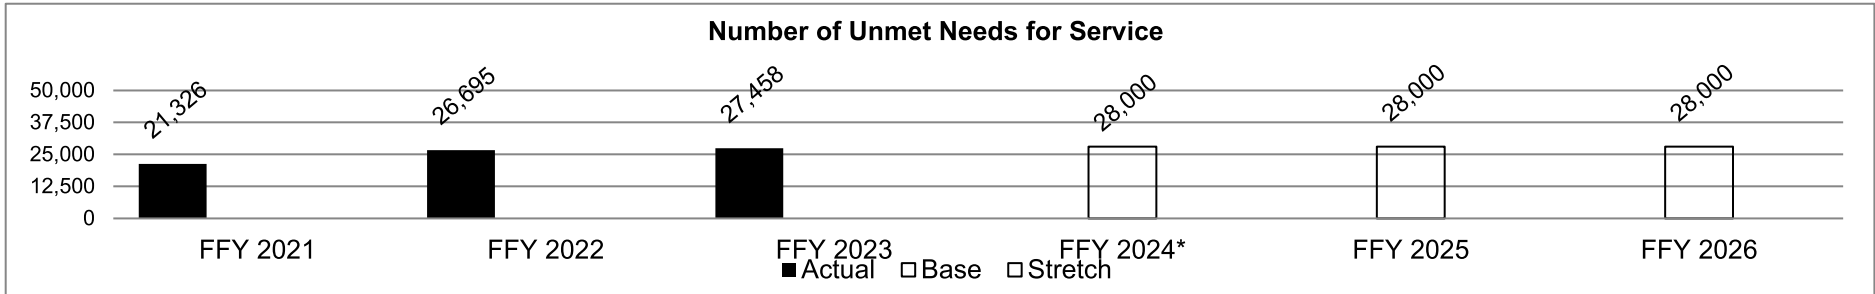 Number of Unmet Needs for Service
21,326
26,695
27,458
28,000
28,000
28,000
50,000
37,500
25,000
12,500
0
FFY 2021
FFY 2022
FFY 2023
FFY 2024*
FFY 2025
FFY 2026
Actual
Base
Stretch